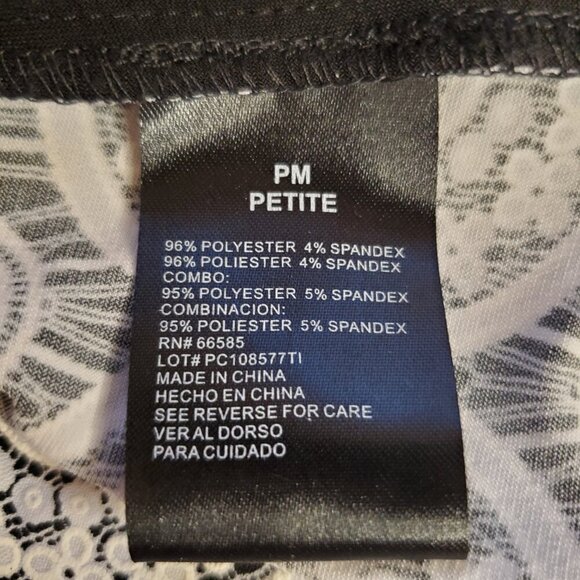 PM
PETITE
96% POLYESTER 4% SPANDEX
96% POLIESTER 4% SPANDEX
COMBO:
95% POLYESTER 5% SPANDEX
COMBINACION:
95% POLIESTER 5% SPANDEX
RN# 66585
LOT# PC108577TI
MADE IN CHINA
HECHO EN CHINA
SEE REVERSE FOR CARE
VER AL DORSO
PARA CUIDADO